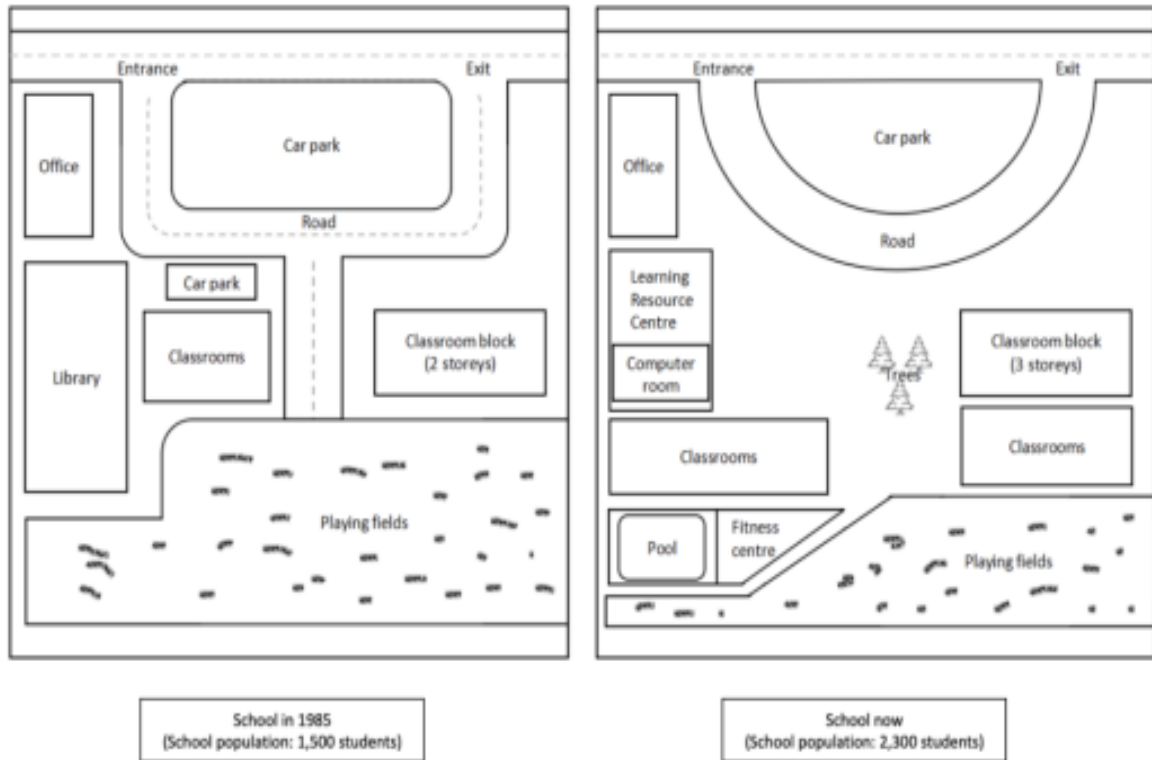 Entrance
Exit
Car park
Office
Road
Car park
Classrooms
Classroom block
(2 storeys)
Library
Playing fields
School in 1985
(School population: 1,500 students)
Entrance
Exit
Car park
Office
Road
Learning
Resource
Centre
Computer
room
Trees
Classroom block
(3 storeys)
Classrooms
Classrooms
Pool
Fitness
centre
Playing fields
School now
(School population: 2,300 students)